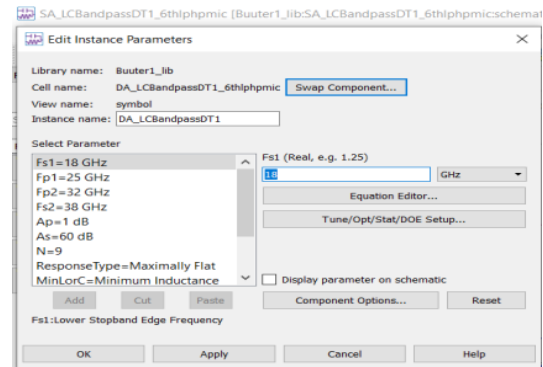 SA_LCBandpassDT1_6thlphpmic [Buuter1_lib:SA_LCBandpassDT1_6thlphpmic:schemat
Edit Instance Parameters
Library name: Buuter1_lib
Cell name: DA_LCBandpassDT1_6thlphpmic Swap Component...
View name: symbol
Instance name: DA_LCBandpassDT1
Select Parameter
Fs1=18 GHz
Fp1=25 GHz
Fp2=32 GHz
Fs2=38 GHz
Ap=1 dB
As=60 dB
N=9
ResponseType=Maximally Flat
MinLorC=Minimum Inductance
Fs1 (Real, e.g. 1.25)
18 GHz
Equation Editor...
Tune/Opt/Stat/DOE Setup...
Display parameter on schematic
Add Cut Paste Component Options... Reset
Fs1:Lower Stopband Edge Frequency
OK Apply Cancel Help